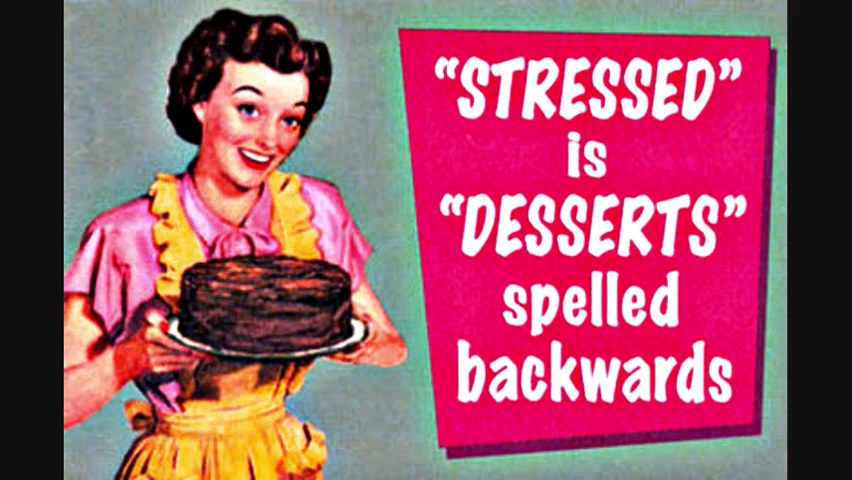 “STRESSED”
is
“DESSERTS”
spelled
backwards